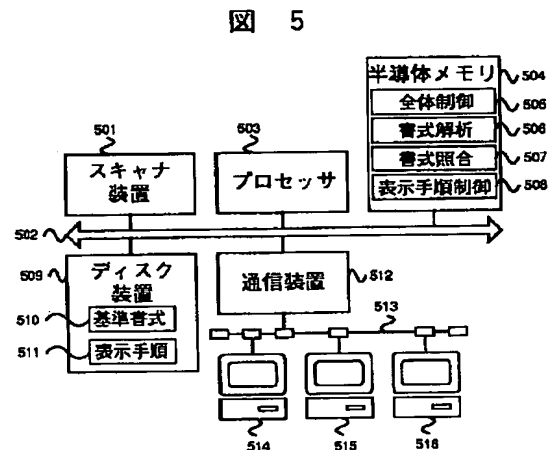 図 5
半導体メモリ
504
全体制御
505
書式解析
506
書式照合
507
表示手順制御
508
501
スキャナ
装置
503
プロセッサ
502
509
ディスク
装置
510
基準書式
511
表示手順
通信装置
512
513
514
515
516